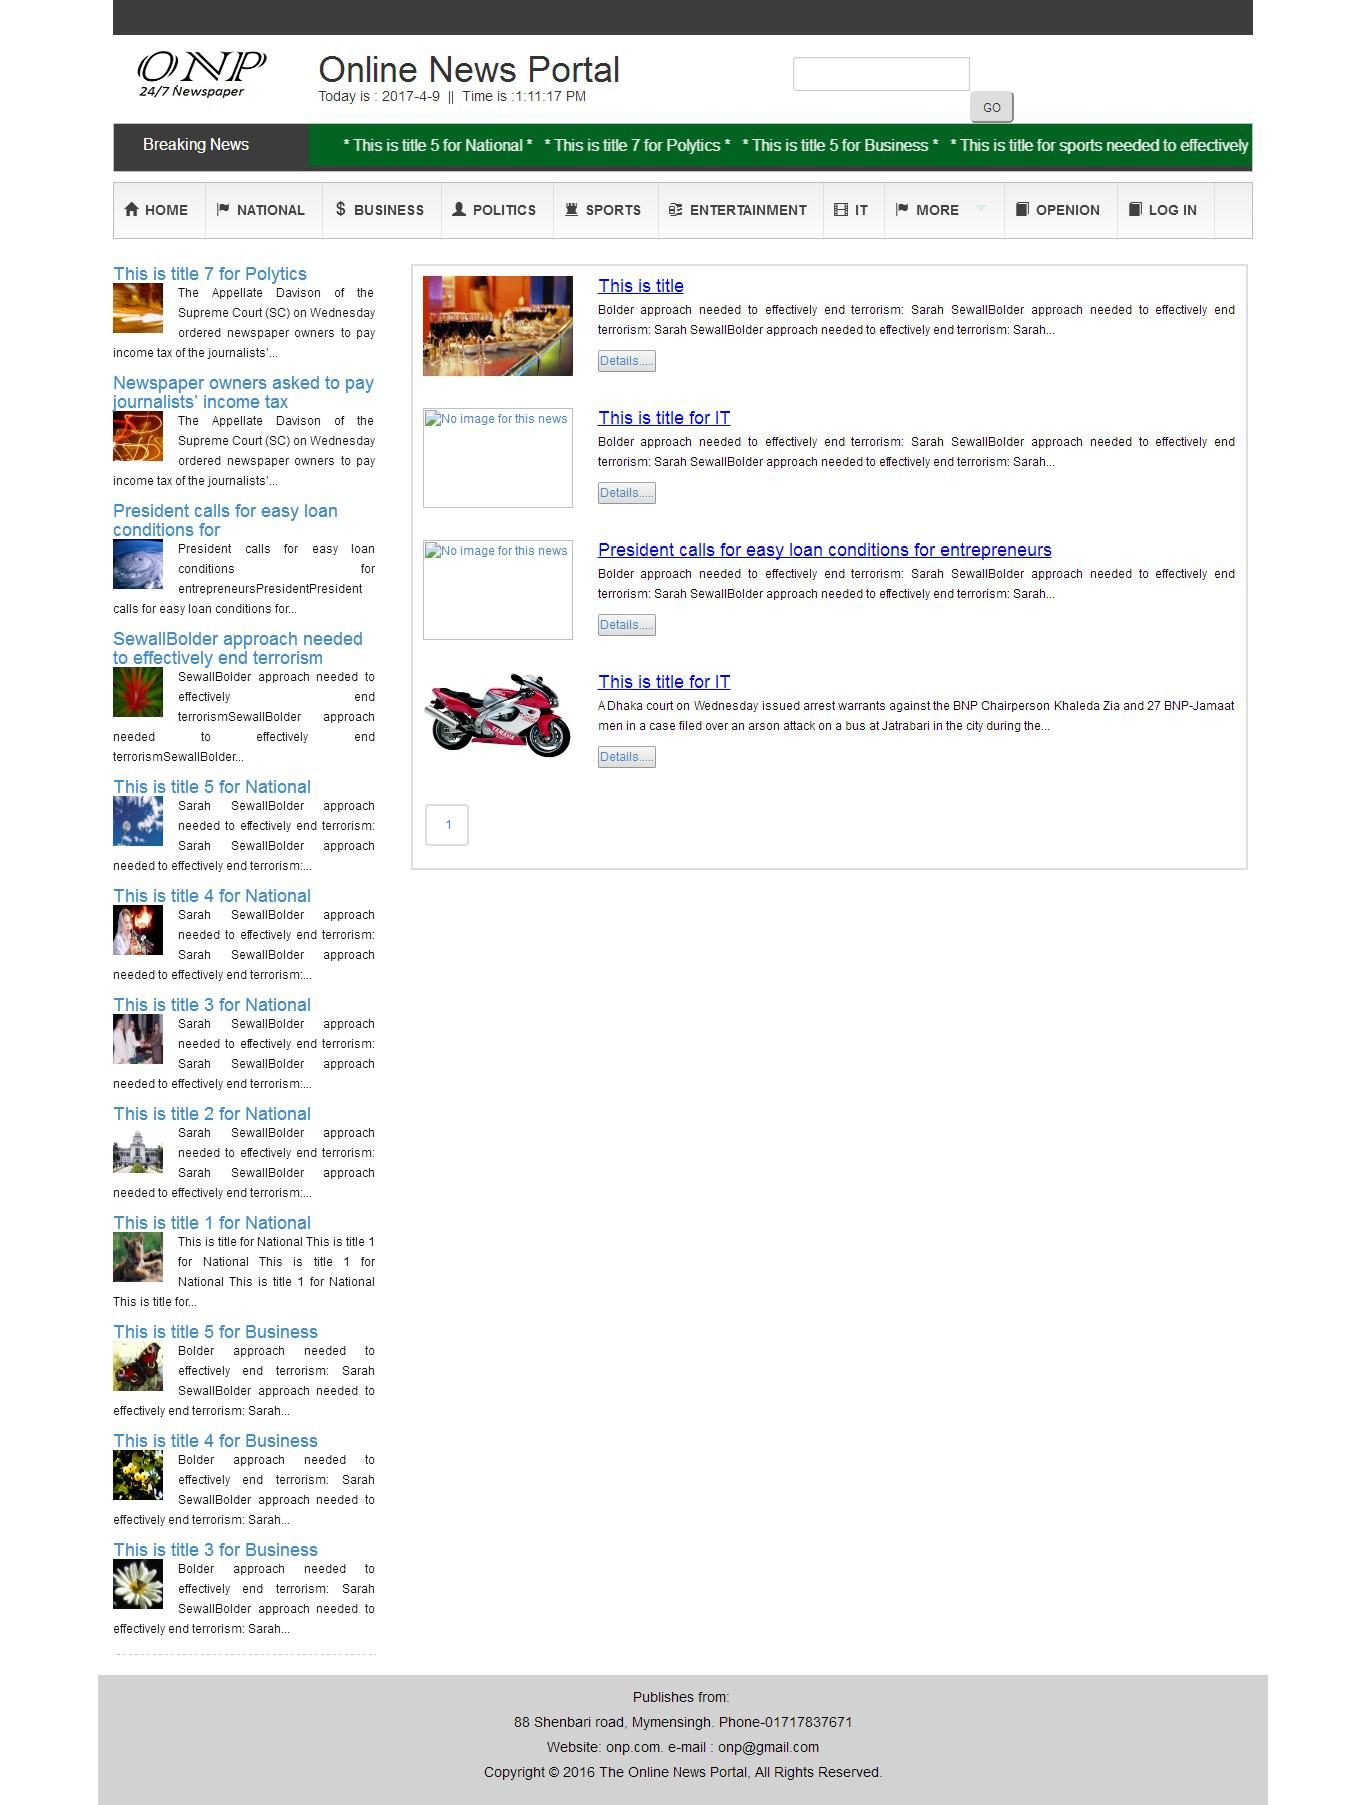 ONP
24/7 Newspaper
Online News Portal
Today is : 2017-4-9 || Time is :1:11:17 PM
GO
Breaking News
* This is title 5 for National * * This is title 7 for Polytics * * This is title 5 for Business * * This is title for sports needed to effectively
HOME NATIONAL BUSINESS POLITICS SPORTS ENTERTAINMENT IT MORE OPENION LOG IN
This is title 7 for Polytics
The Appellate Davison of the
Supreme Court (SC) on Wednesday
ordered newspaper owners to pay
income tax of the journalists'...
Newspaper owners asked to pay
journalists' income tax
The Appellate Davison of the
Supreme Court (SC) on Wednesday
ordered newspaper owners to pay
income tax of the journalists'...
President calls for easy loan
conditions for
President calls for easy loan
conditions for
entrepreneursPresidentPresident
calls for easy loan conditions for...
SewallBolder approach needed
to effectively end terrorism
SewallBolder approach needed to
effectively end
terrorismSewallBolder approach
needed to effectively end
terrorismSewallBolder...
This is title 5 for National
Sarah SewallBolder approach
needed to effectively end terrorism:
Sarah SewallBolder approach
needed to effectively end terrorism:...
This is title 4 for National
Sarah SewallBolder approach
needed to effectively end terrorism:
Sarah SewallBolder approach
needed to effectively end terrorism:...
This is title 3 for National
Sarah SewallBolder approach
needed to effectively end terrorism:
Sarah SewallBolder approach
needed to effectively end terrorism:...
This is title 2 for National
Sarah SewallBolder approach
needed to effectively end terrorism:
Sarah SewallBolder approach
needed to effectively end terrorism:...
This is title 1 for National
This is title for National This is title 1
for National This is title 1 for
National This is title 1 for National
This is title for...
This is title 5 for Business
Bolder approach needed to
effectively end terrorism: Sarah
SewallBolder approach needed to
effectively end terrorism: Sarah...
This is title 4 for Business
Bolder approach needed to
effectively end terrorism: Sarah
SewallBolder approach needed to
effectively end terrorism: Sarah...
This is title 3 for Business
Bolder approach needed to
effectively end terrorism: Sarah
SewallBolder approach needed to
effectively end terrorism: Sarah...
This is title
Bolder approach needed to effectively end terrorism: Sarah SewallBolder approach needed to effectively end
terrorism: Sarah SewallBolder approach needed to effectively end terrorism: Sarah...
Details.....
No image for this news
This is title for IT
Bolder approach needed to effectively end terrorism: Sarah SewallBolder approach needed to effectively end
terrorism: Sarah SewallBolder approach needed to effectively end terrorism: Sarah...
Details.....
No image for this news
President calls for easy loan conditions for entrepreneurs
Bolder approach needed to effectively end terrorism: Sarah SewallBolder approach needed to effectively end
terrorism: Sarah SewallBolder approach needed to effectively end terrorism: Sarah...
Details.....
YAMAHA
This is title for IT
A Dhaka court on Wednesday issued arrest warrants against the BNP Chairperson Khaleda Zia and 27 BNP-Jamaat
men in a case filed over an arson attack on a bus at Jatrabari in the city during the...
Details.....
1
Publishes from:
88 Shenbari road, Mymensingh. Phone-01717837671
Website: onp.com. e-mail : onp@gmail.com
Copyright © 2016 The Online News Portal, All Rights Reserved.